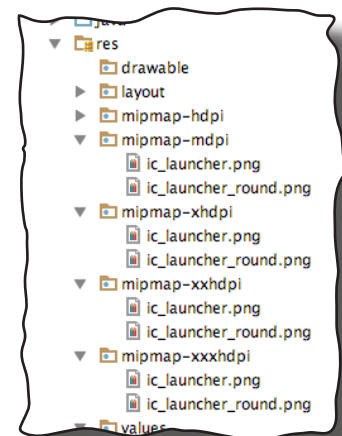 java
res
drawable
layout
mipmap-hdpi
mipmap-mdpi
ic_launcher.png
ic_launcher_round.png
mipmap-xhdpi
ic_launcher.png
ic_launcher_round.png
mipmap-xxhdpi
ic_launcher.png
ic_launcher_round.png
mipmap-xxxhdpi
ic_launcher.png
ic_launcher_round.png
values